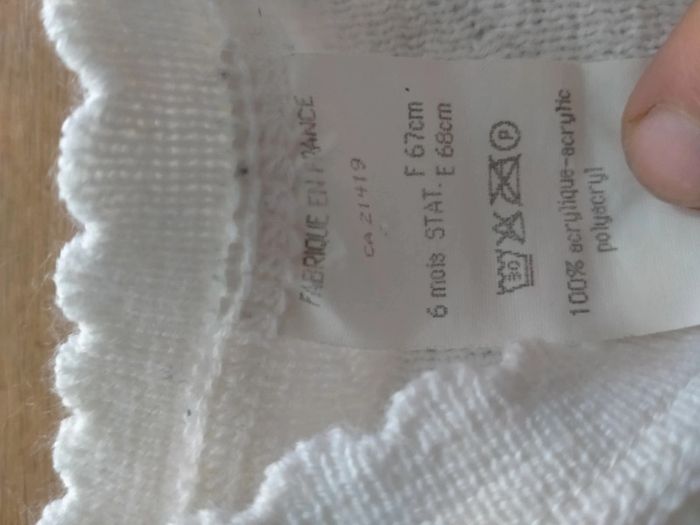 FABRIQUE EN FRANCE
CA 21419
6 mois STAT. F 67cm
E 68cm
30 P
100% acrylique-acrylic
polyacryl